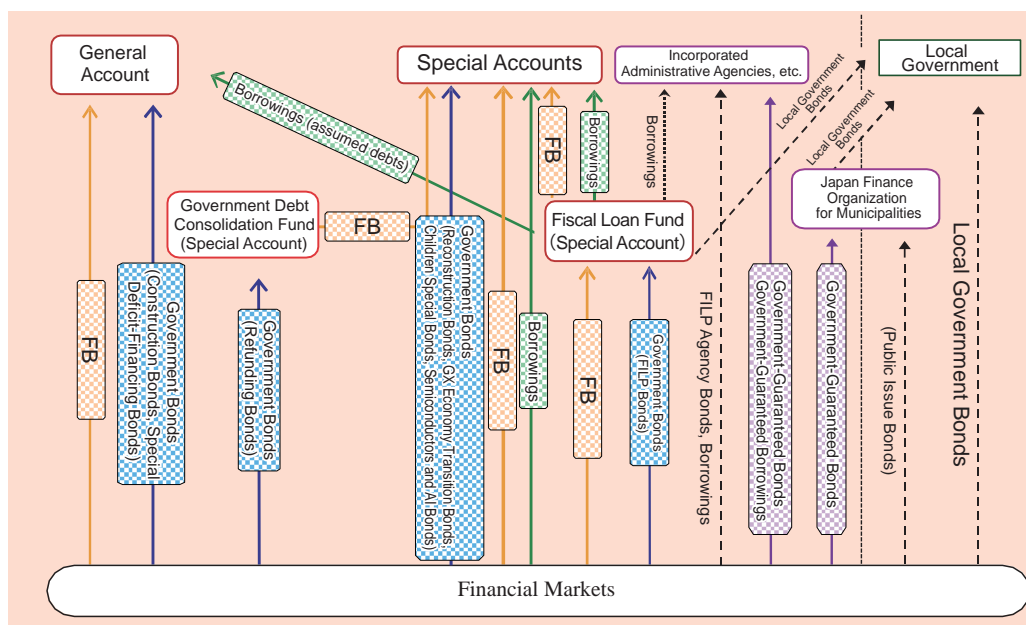 General
Account
Special Accounts
Incorporated
Administrative Agencies, etc.
Local
Government
Borrowings (assumed debts)
FB
Borrowings
Borrowings
Local Government
Bonds
Local Government
Bonds
Government Debt
Consolidation Fund
(Special Account)
FB
Fiscal Loan Fund
(Special Account)
Japan Finance
Organization
for Municipalities
FB
Government Bonds
(Construction Bonds, Special
Deficit-Financing Bonds)
Government Bonds
(Refunding Bonds)
Government Bonds
(Reconstruction Bonds, GX Economy Transition Bonds,
Children Special Bonds, Semiconductors and AI Bonds)
FB
Borrowings
FB
Government Bonds
(FILP Bonds)
FILP Agency Bonds, Borrowings
Government-Guaranteed Bonds
Government-Guaranteed Borrowings
Government-Guaranteed Bonds
(Public Issue Bonds)
Local Government Bonds
Financial Markets